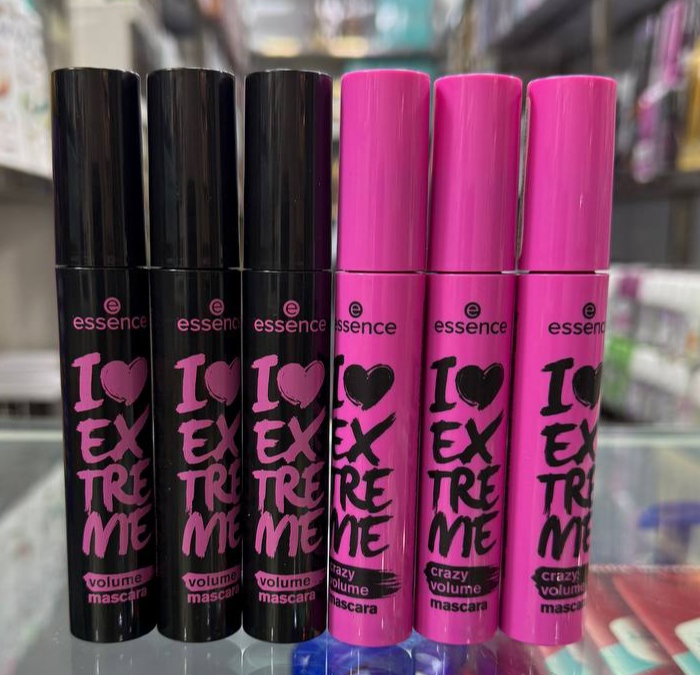 essence
I ♥
EX
TRE
ME
volume
mascara
essence
I ♥
EX
TRE
ME
volume
mascara
essence
I ♥
EX
TRE
ME
volume
mascara
essence
I ♥
EX
TRE
ME
crazy
volume
mascara
essence
I ♥
EX
TRE
ME
crazy
volume
mascara
essence
I ♥
EX
TRE
ME
crazy
volume
mascara